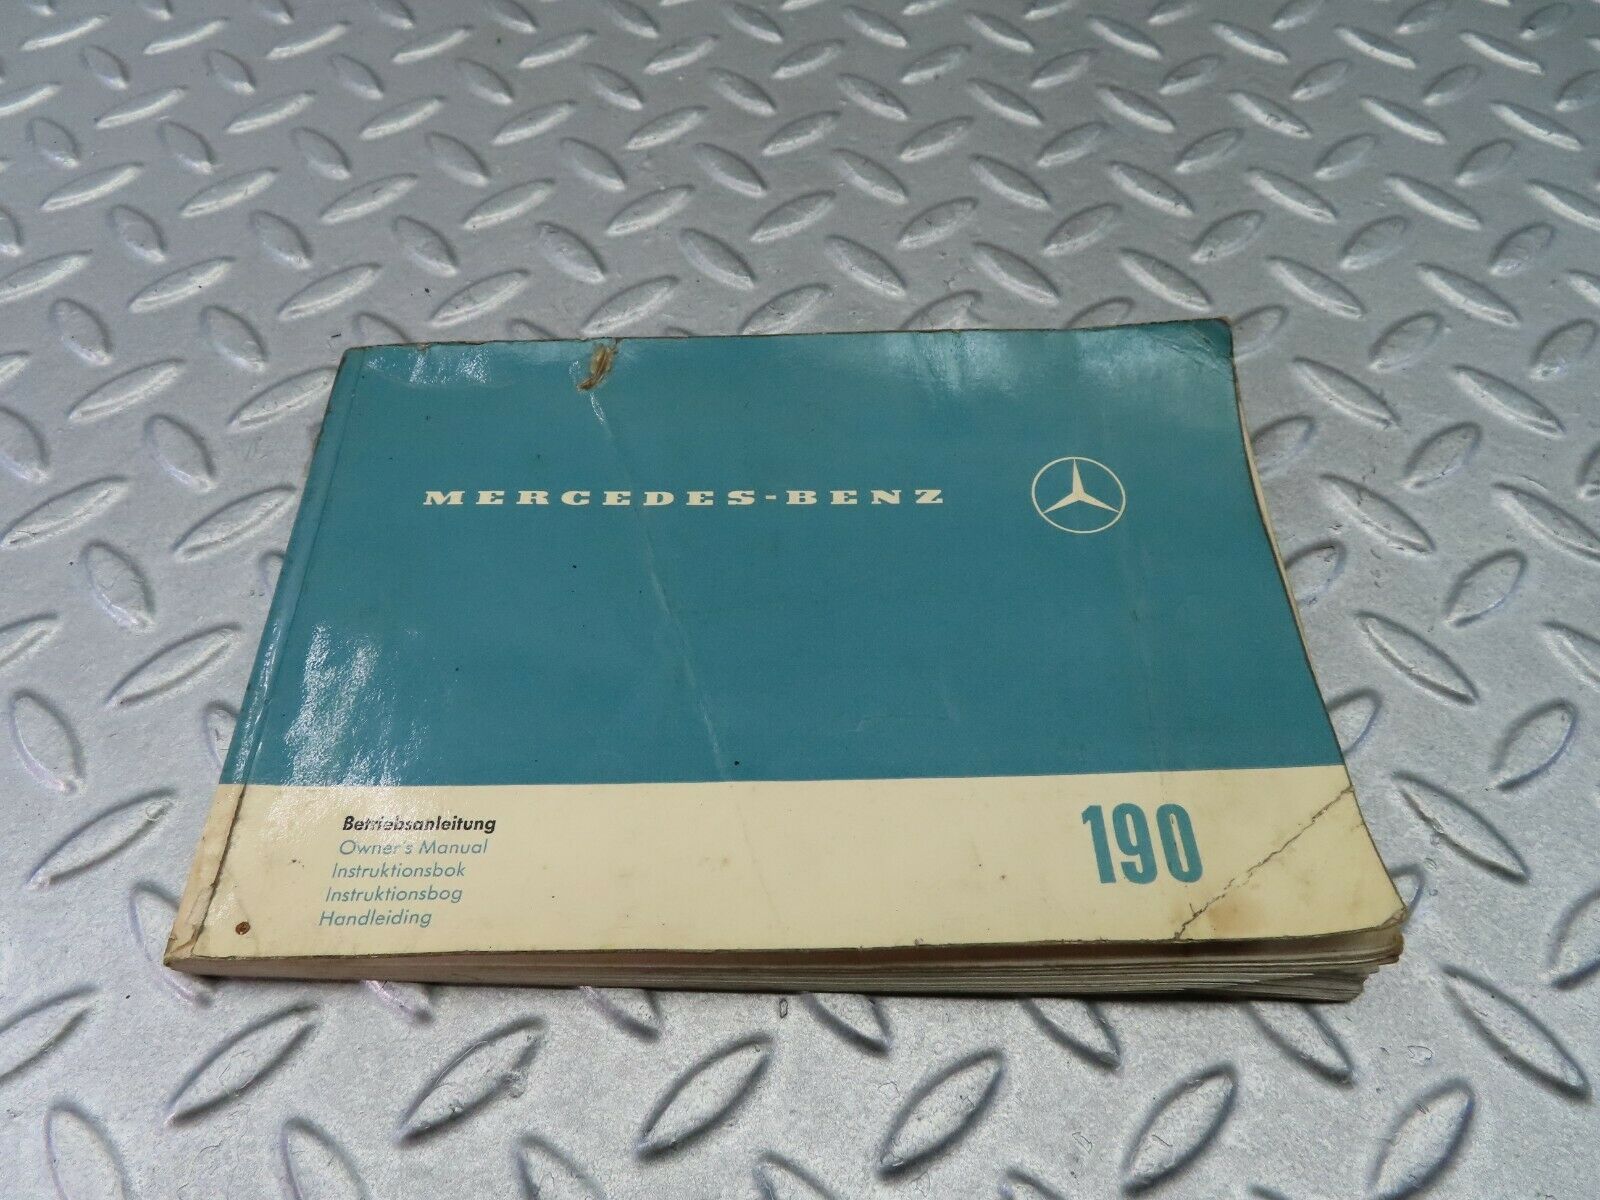 MERCEDES-BENZ
Betriebsanleitung
Owner's Manual
Instruktionsbok
Instruktionsbog
Handleiding
190